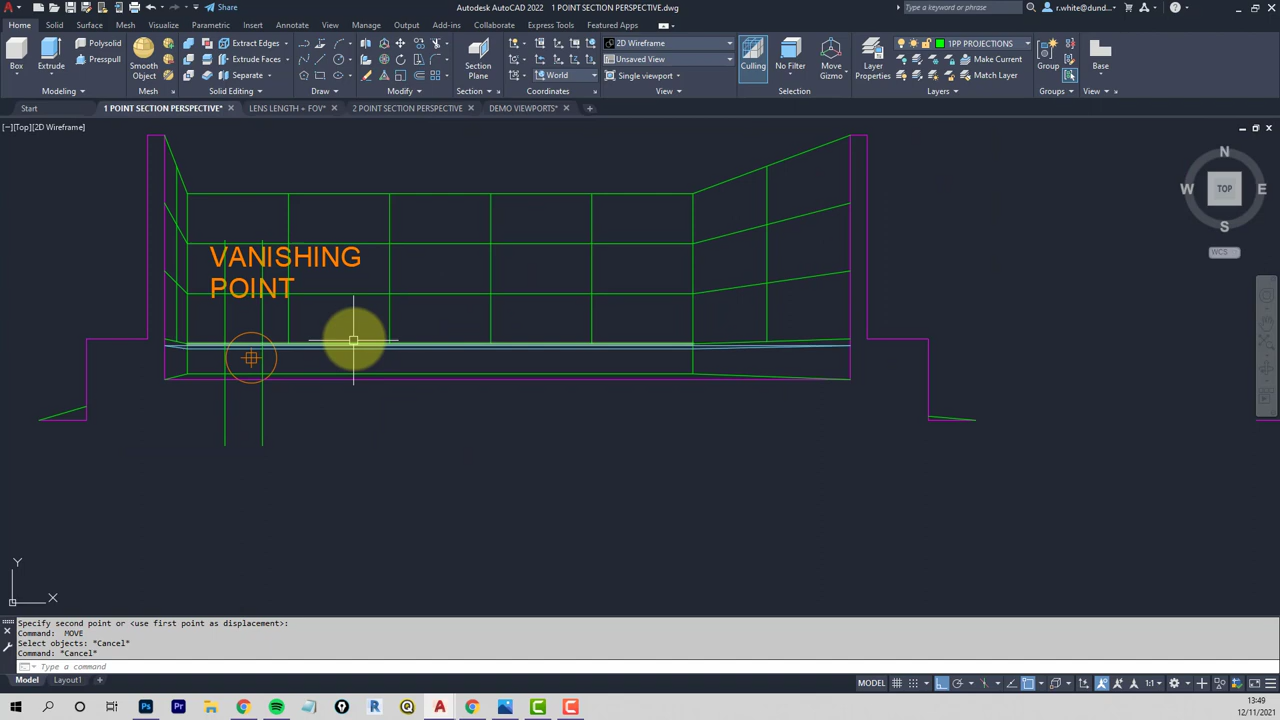 Share
Autodesk AutoCAD 2022 1 POINT SECTION PERSPECTIVE.dwg
Type a keyword or phrase
r.white@dund...
Home Solid Surface Mesh Visualize Parametric Insert Annotate View Manage Output Add-ins Collaborate Express Tools Featured Apps
Box
Extrude
Polysolid
Presspull
Modeling
Smooth
Object
Mesh
Extract Edges
Extrude Faces
Separate
Solid Editing
Draw
Modify
Section
Plane
Section
World
Coordinates
2D Wireframe
Unsaved View
Single viewport
View
Culling
No Filter
Move
Gizmo
Selection
Layer
Properties
1PP PROJECTIONS
Make Current
Match Layer
Layers
Group
Groups
Base
View
Start
1 POINT SECTION PERSPECTIVE*
LENS LENGTH + FOV*
2 POINT SECTION PERSPECTIVE
DEMO VIEWPORTS*
[−][Top][2D Wireframe]
N
W TOP E
S
WCS
VANISHING
POINT
Y
X
Specify second point or <use first point as displacement>:
Command: MOVE
Select objects: *Cancel*
Command: *Cancel*
Type a command
Model Layout1 +
MODEL
1:1
13:49
12/11/2021